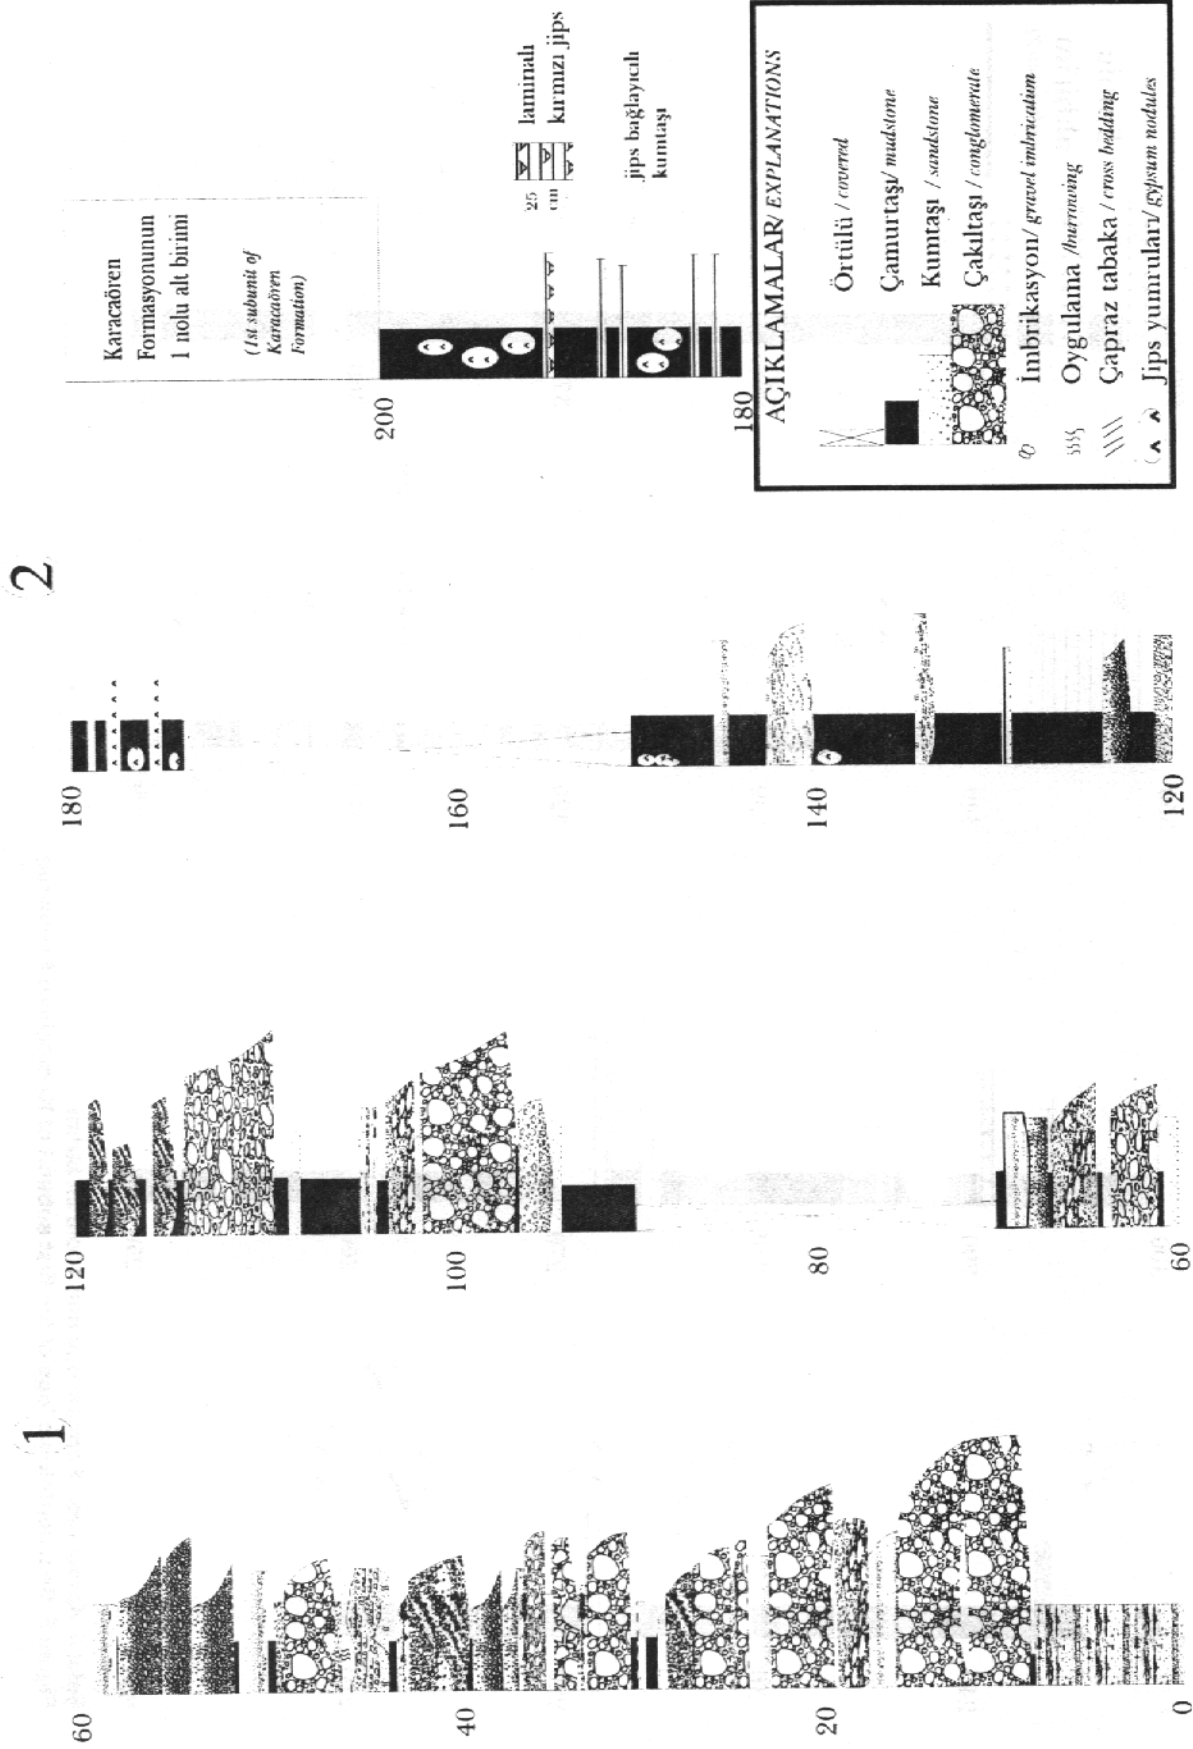 1
60
40
20
0
120
100
80
60
2
180
160
140
120
Karacaören
Formasyonunun
1 nolu alt birimi
(1st subunit of
Karacaören
Formation)
200
180
25
cm
laminalı
kırmızı jips
jips bağlayıcılı
kumtaşı
AÇIKLAMALAR/ EXPLANATIONS
Örtülü / covered
Çamurtaşı/ mudstone
Kumtaşı / sandstone
Çakıltaşı / conglomerate
İmbrikasyon/ gravel imbrication
Oygulama /burrowing
Çapraz tabaka / cross bedding
Jips yumruları/ gypsum nodules